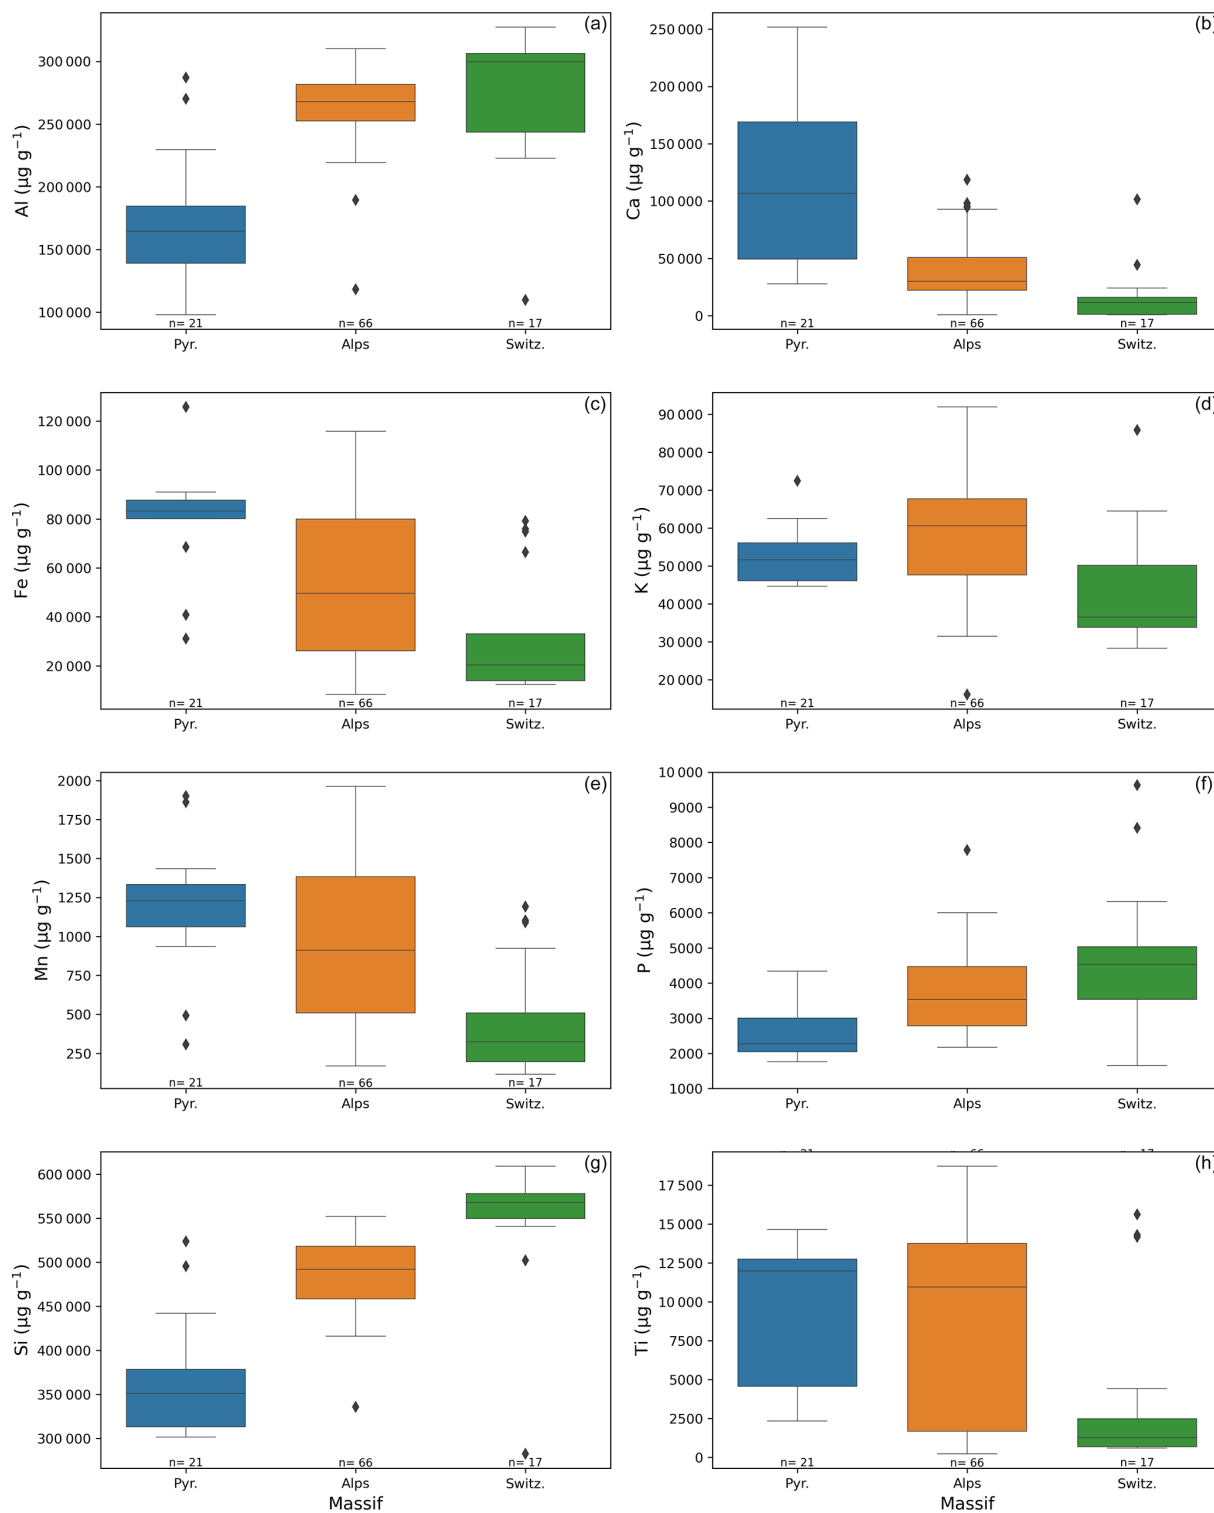 (a)
Al (µg g⁻¹)
300 000
250 000
200 000
150 000
100 000
n= 21
n= 66
n= 17
Pyr.
Alps
Switz.
(b)
Ca (µg g⁻¹)
250 000
200 000
150 000
100 000
50 000
0
n= 21
n= 66
n= 17
Pyr.
Alps
Switz.
(c)
Fe (µg g⁻¹)
120 000
100 000
80 000
60 000
40 000
20 000
n= 21
n= 66
n= 17
Pyr.
Alps
Switz.
(d)
K (µg g⁻¹)
90 000
80 000
70 000
60 000
50 000
40 000
30 000
20 000
n= 21
n= 66
n= 17
Pyr.
Alps
Switz.
(e)
Mn (µg g⁻¹)
2000
1750
1500
1250
1000
750
500
250
n= 21
n= 66
n= 17
Pyr.
Alps
Switz.
(f)
P (µg g⁻¹)
10 000
9000
8000
7000
6000
5000
4000
3000
2000
1000
Pyr.
Alps
Switz.
(g)
Si (µg g⁻¹)
600 000
550 000
500 000
450 000
400 000
350 000
300 000
n= 21
n= 66
n= 17
Pyr.
Alps
Switz.
Massif
(h)
Ti (µg g⁻¹)
17 500
15 000
12 500
10 000
7500
5000
2500
0
n= 21
n= 66
n= 17
Pyr.
Alps
Switz.
Massif